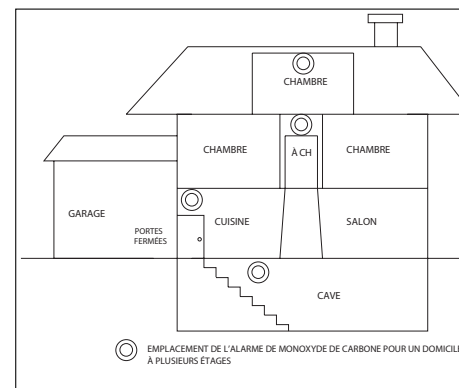 CHAMBRE
CHAMBRE
À CH
CHAMBRE
GARAGE
PORTES
FERMÉES
CUISINE
SALON
CAVE
EMPLACEMENT DE L'ALARME DE MONOXYDE DE CARBONE POUR UN DOMICILE
À PLUSIEURS ÉTAGES